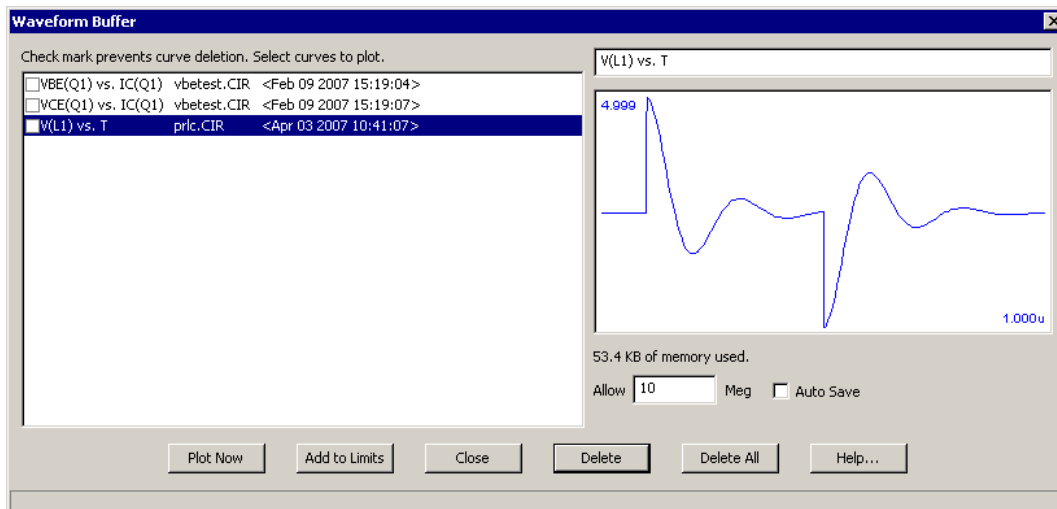 Waveform Buffer
Check mark prevents curve deletion. Select curves to plot.
VBE(Q1) vs. IC(Q1) vbetest.CIR <Feb 09 2007 15:19:04>
VCE(Q1) vs. IC(Q1) vbetest.CIR <Feb 09 2007 15:19:07>
V(L1) vs. T prlc.CIR <Apr 03 2007 10:41:07>
V(L1) vs. T
4.999
1.000u
53.4 KB of memory used.
Allow 10 Meg Auto Save
Plot Now Add to Limits Close Delete Delete All Help...